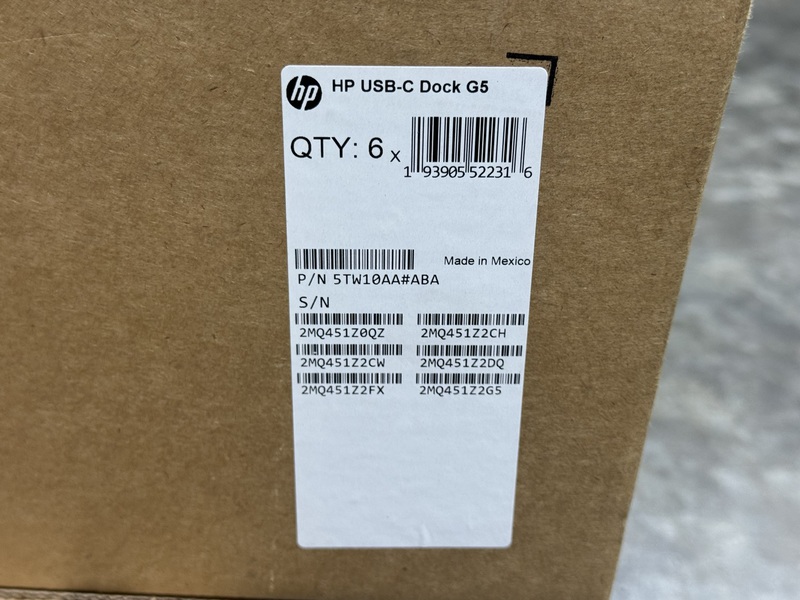 hp
HP USB-C Dock G5
QTY: 6 x
1 93905 52231 6
Made in Mexico
P/N 5TW10AA#ABA
S/N
2MQ451Z0QZ 2MQ451Z2CH
2MQ451Z2CW 2MQ451Z2DQ
2MQ451Z2FX 2MQ451Z2G5